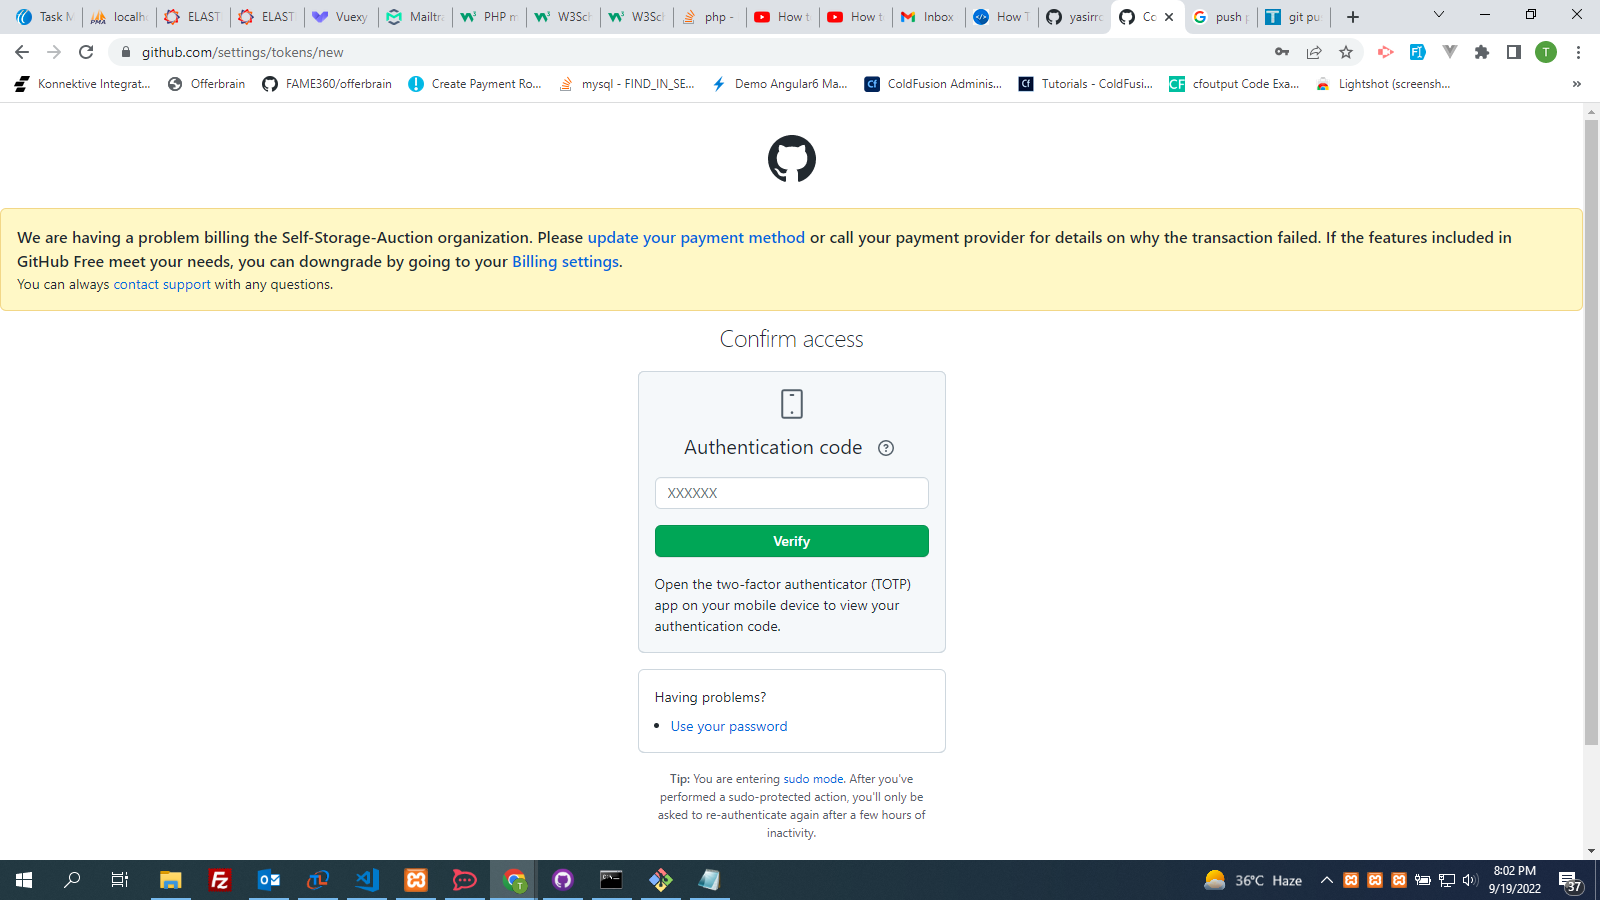 Task M
localho
ELAST
ELAST
Vuexy
Mailtra
PHP m
W3Sch
W3Sch
php -
How t
How t
Inbox
How T
yasirro
Co
push p
git pus
github.com/settings/tokens/new
T
Konnektive Integrat...
Offerbrain
FAME360/offerbrain
Create Payment Ro...
mysql - FIND_IN_SE...
Demo Angular6 Ma...
ColdFusion Adminis...
Tutorials - ColdFusi...
cfoutput Code Exa...
Lightshot (screensh...
»
We are having a problem billing the Self-Storage-Auction organization. Please update your payment method or call your payment provider for details on why the transaction failed. If the features included in
GitHub Free meet your needs, you can downgrade by going to your Billing settings.
You can always contact support with any questions.
Confirm access
Authentication code
XXXXXX
Verify
Open the two-factor authenticator (TOTP)
app on your mobile device to view your
authentication code.
Having problems?
• Use your password
Tip: You are entering sudo mode. After you've
performed a sudo-protected action, you'll only be
asked to re-authenticate again after a few hours of
inactivity.
36°C Haze
8:02 PM
9/19/2022
37